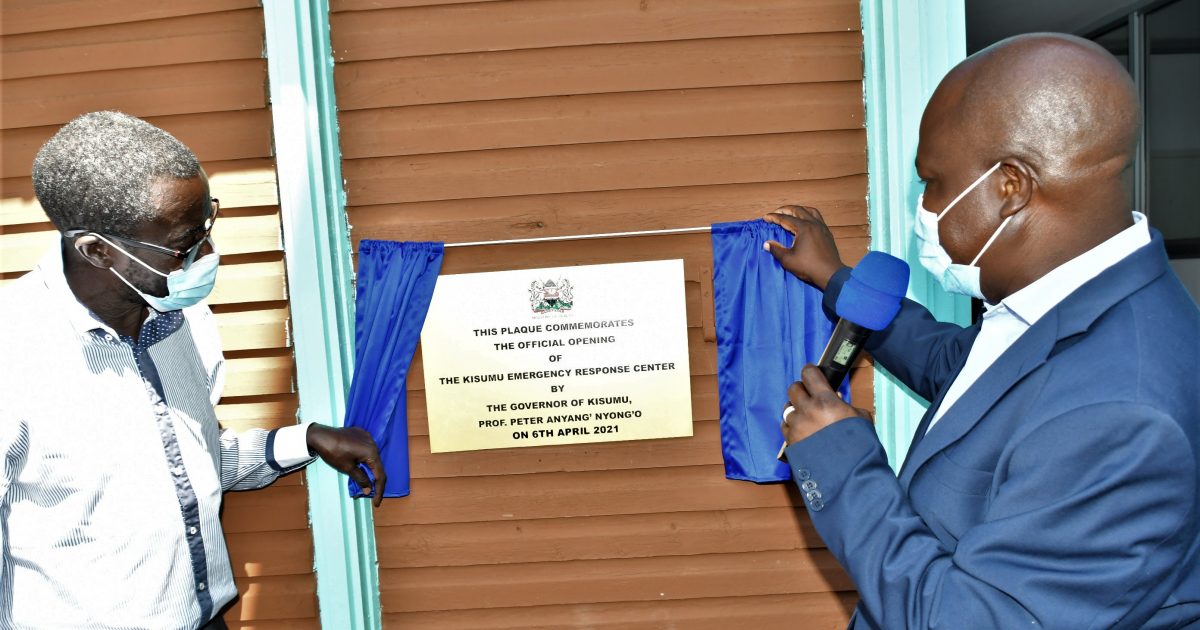 THIS PLAQUE COMMEMORATES
THE OFFICIAL OPENING
OF
THE KISUMU EMERGENCY RESPONSE CENTER
BY
THE GOVERNOR OF KISUMU,
PROF. PETER ANYANG' NYONG'O
ON 6TH APRIL 2021